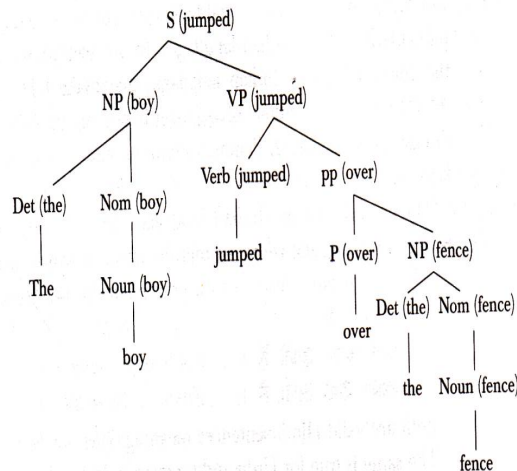 S (jumped)
NP (boy) VP (jumped)
Verb (jumped) pp (over)
Det (the) Nom (boy)
jumped P (over) NP (fence)
The Noun (boy)
Det (the) Nom (fence)
over
boy
the Noun (fence)
fence